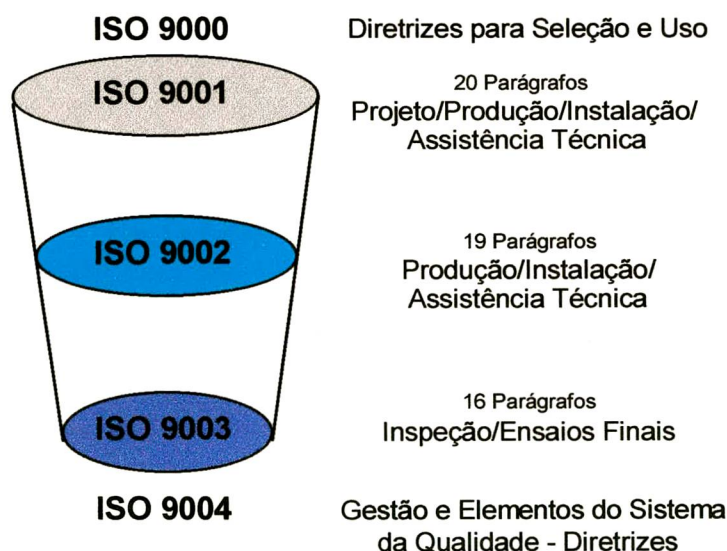 ISO 9000 Diretrizes para Seleção e Uso
ISO 9001 20 Parágrafos
Projeto/Produção/Instalação/
Assistência Técnica
ISO 9002 19 Parágrafos
Produção/Instalação/
Assistência Técnica
16 Parágrafos
ISO 9003 Inspeção/Ensaios Finais
ISO 9004 Gestão e Elementos do Sistema
da Qualidade - Diretrizes